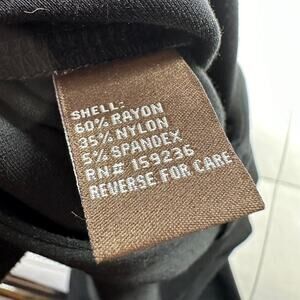 SHELL:
60% RAYON
35% NYLON
5% SPANDEX
RN# 159236
REVERSE FOR CARE